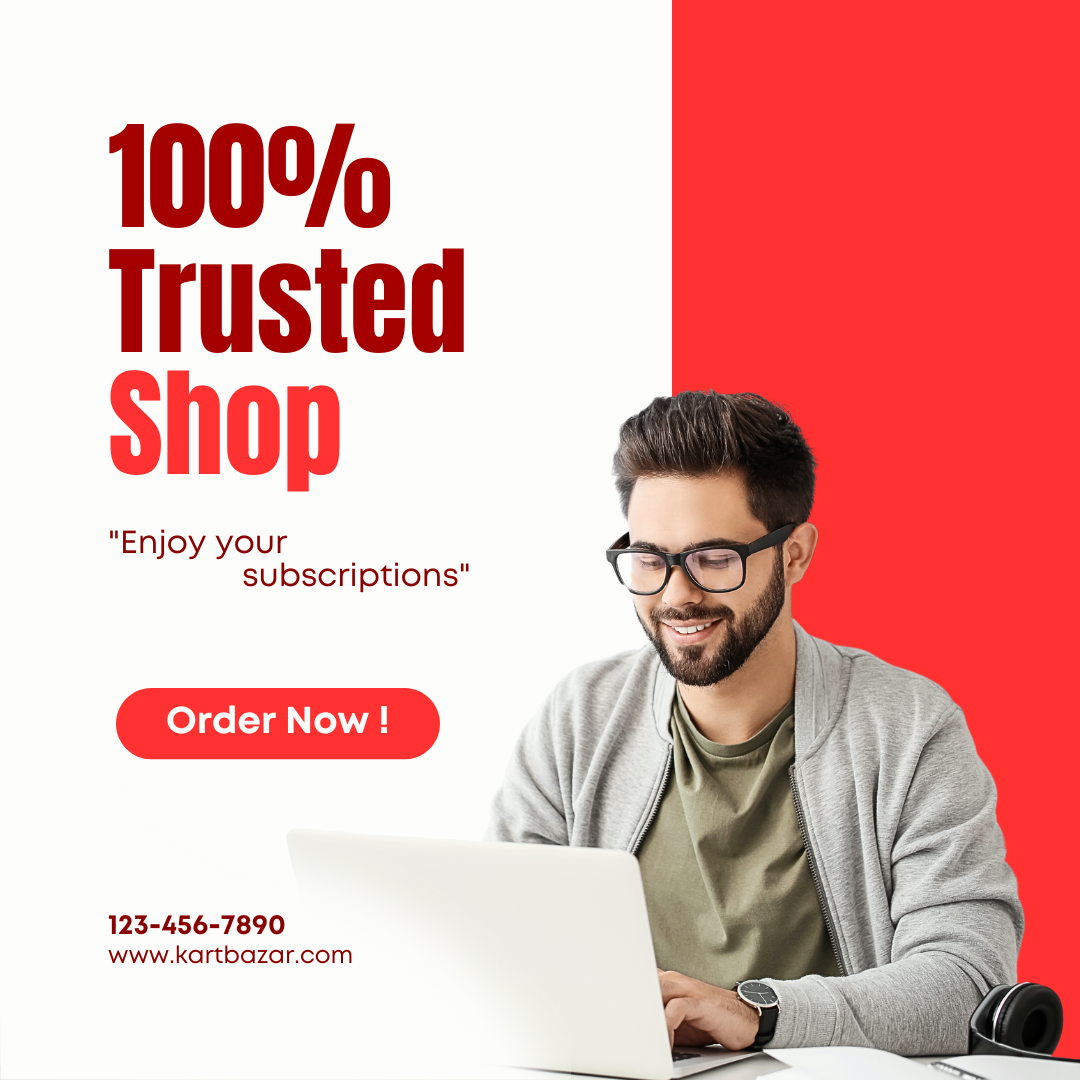 100%
Trusted
Shop
"Enjoy your
subscriptions"
Order Now !
123-456-7890
www.kartbazar.com